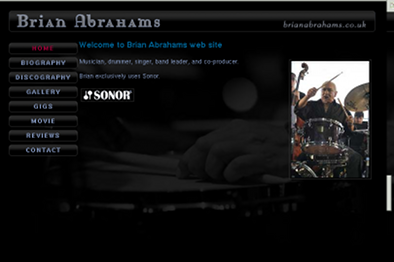 Brian Abrahams
brianabrahams.co.uk
HOME
BIOGRAPHY
DISCOGRAPHY
GALLERY
GIGS
MOVIE
REVIEWS
CONTACT
Welcome to Brian Abrahams web site
Musician, drummer, singer, band leader, and co-producer.
Brian exclusively uses Sonor.
SONOR